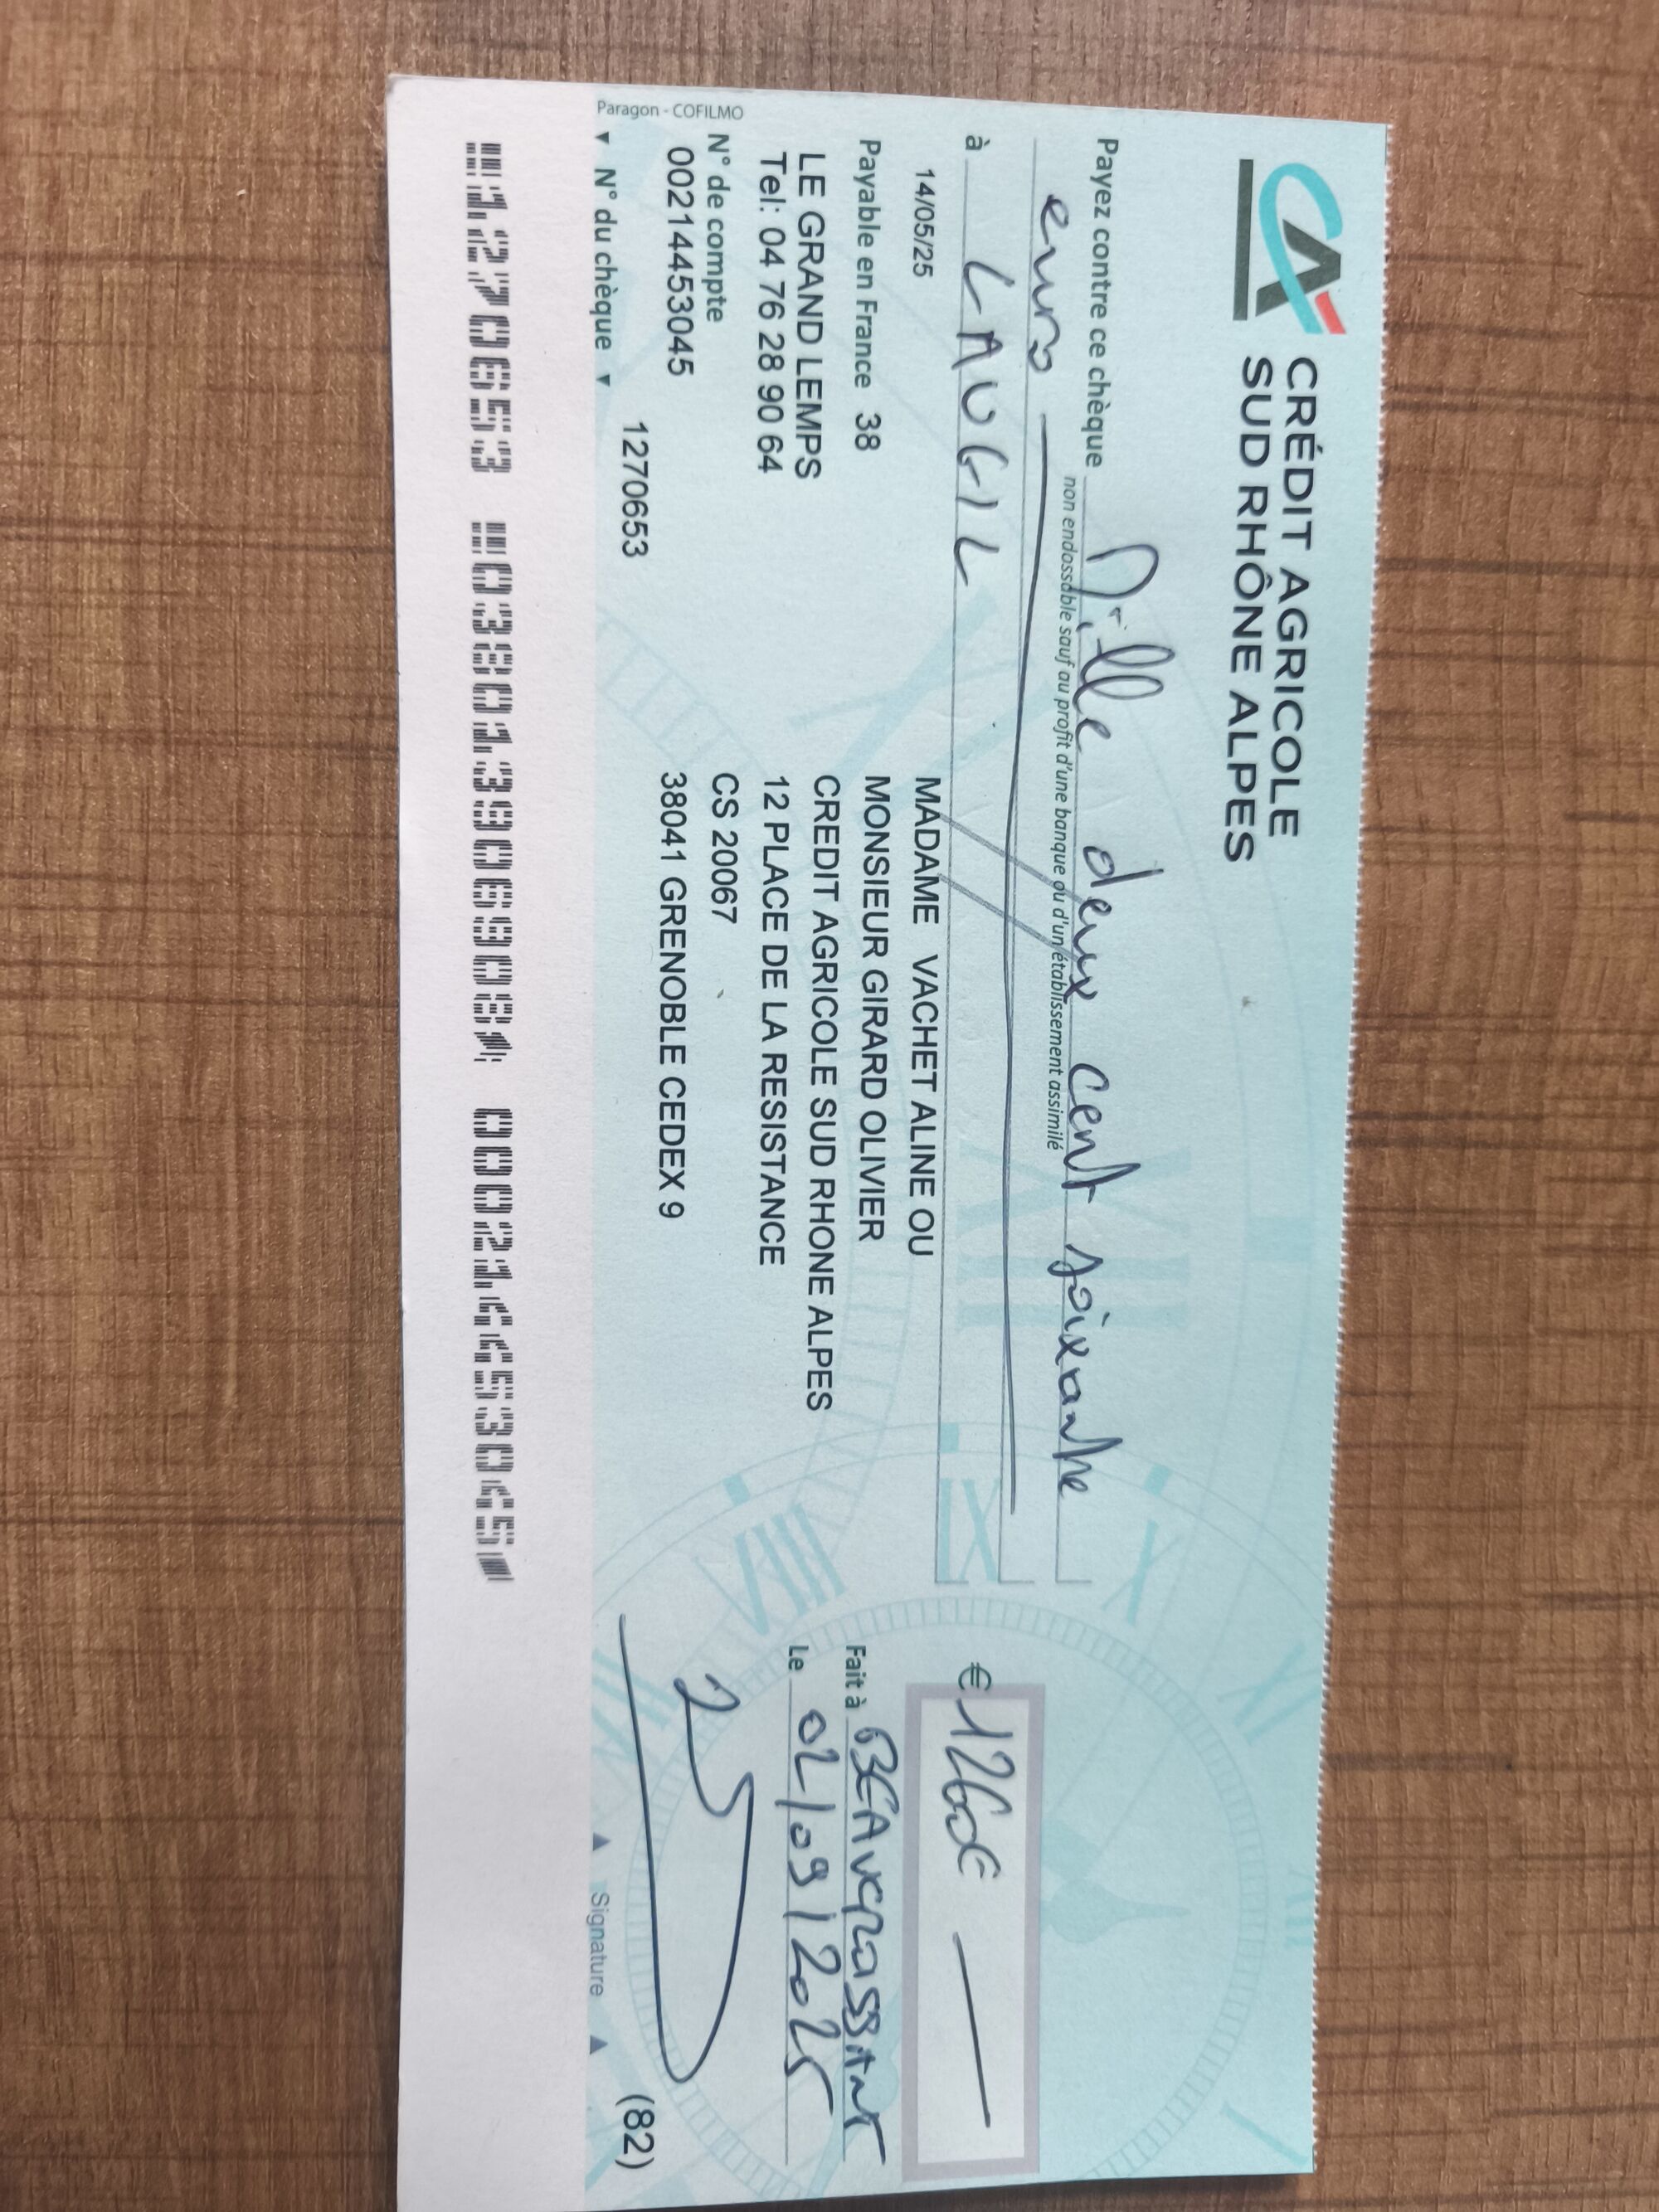 CRÉDIT AGRICOLE
SUD RHÔNE ALPES
Payez contre ce chèque Mille deux cent soixante
non endossable sauf au profit d'une banque ou d'un établissement assimilé
euros
à LAUGIL
€ 1260€
14/05/25
Payable en France 38
LE GRAND LEMPS
Tel: 04 76 28 90 64
N° de compte
00214453045
MADAME VACHET ALINE OU
MONSIEUR GIRARD OLIVIER
CREDIT AGRICOLE SUD RHONE ALPES
12 PLACE DE LA RESISTANCE
CS 20067
38041 GRENOBLE CEDEX 9
Fait à
Le 02/09/2025
Paragon - COFILMO
▼ N° du chèque ▼
1270653
▲ Signature ▲
(82)
1270653 038013906908 00214453045